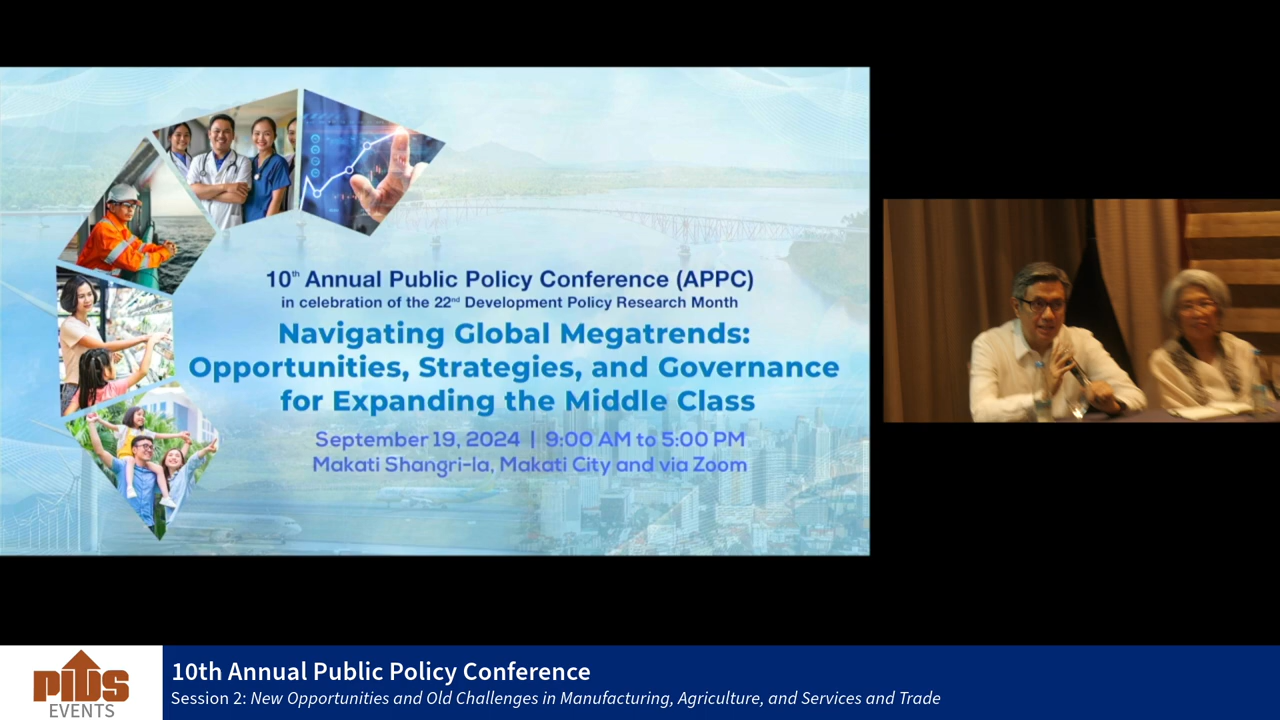 10th Annual Public Policy Conference (APPC)
in celebration of the 22nd Development Policy Research Month
Navigating Global Megatrends:
Opportunities, Strategies, and Governance
for Expanding the Middle Class
September 19, 2024 | 9:00 AM to 5:00 PM
Makati Shangri-la, Makati City and via Zoom
PIDS
EVENTS
10th Annual Public Policy Conference
Session 2: New Opportunities and Old Challenges in Manufacturing, Agriculture, and Services and Trade